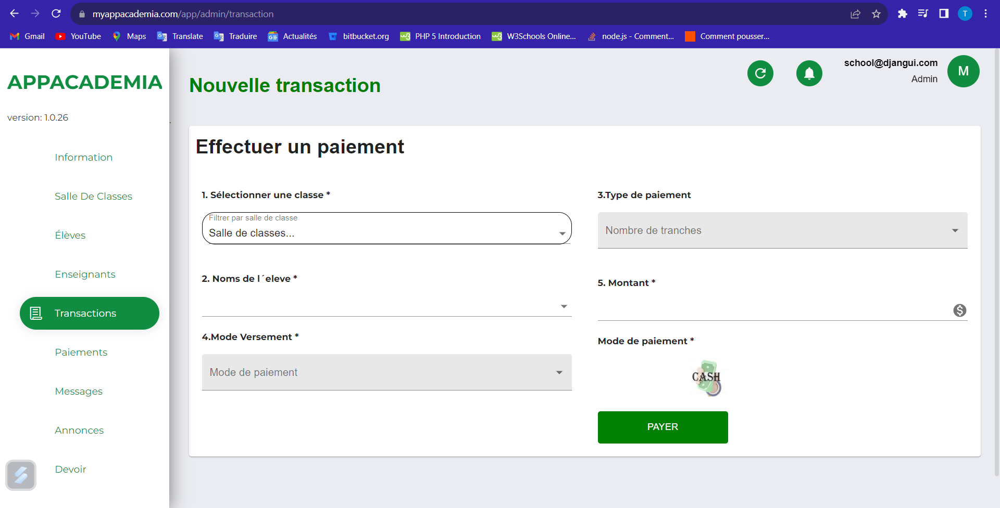 myappacademia.com/app/admin/transaction
T
Gmail
YouTube
Maps
Translate
Traduire
Actualités
bitbucket.org
PHP 5 Introduction
W3Schools Online...
node.js - Comment...
Comment pousser...
APPACADEMIA
version: 1.0.26
Information
Salle De Classes
Élèves
Enseignants
Transactions
Paiements
Messages
Annonces
Devoir
Nouvelle transaction
school@djangui.com
Admin
M
Effectuer un paiement
1. Sélectionner une classe *
Filtrer par salle de classe
Salle de classes...
2. Noms de l´eleve *
4.Mode Versement *
Mode de paiement
3.Type de paiement
Nombre de tranches
5. Montant *
Mode de paiement *
CASH
PAYER